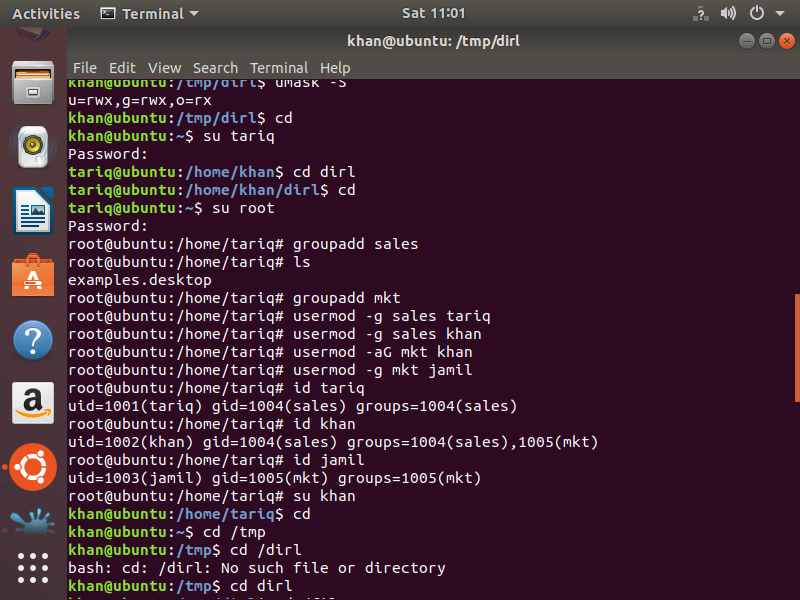 Activities Terminal Sat 11:01
khan@ubuntu: /tmp/dirl
File Edit View Search Terminal Help
khan@ubuntu:/tmp/dirl$ umask -S
u=rwx,g=rwx,o=rx
khan@ubuntu:/tmp/dirl$ cd
khan@ubuntu:~$ su tariq
Password:
tariq@ubuntu:/home/khan$ cd dirl
tariq@ubuntu:/home/khan/dirl$ cd
tariq@ubuntu:~$ su root
Password:
root@ubuntu:/home/tariq# groupadd sales
root@ubuntu:/home/tariq# ls
examples.desktop
root@ubuntu:/home/tariq# groupadd mkt
root@ubuntu:/home/tariq# usermod -g sales tariq
root@ubuntu:/home/tariq# usermod -g sales khan
root@ubuntu:/home/tariq# usermod -aG mkt khan
root@ubuntu:/home/tariq# usermod -g mkt jamil
root@ubuntu:/home/tariq# id tariq
uid=1001(tariq) gid=1004(sales) groups=1004(sales)
root@ubuntu:/home/tariq# id khan
uid=1002(khan) gid=1004(sales) groups=1004(sales),1005(mkt)
root@ubuntu:/home/tariq# id jamil
uid=1003(jamil) gid=1005(mkt) groups=1005(mkt)
root@ubuntu:/home/tariq# su khan
khan@ubuntu:/home/tariq$ cd
khan@ubuntu:~$ cd /tmp
khan@ubuntu:/tmp$ cd /dirl
bash: cd: /dirl: No such file or directory
khan@ubuntu:/tmp$ cd dirl